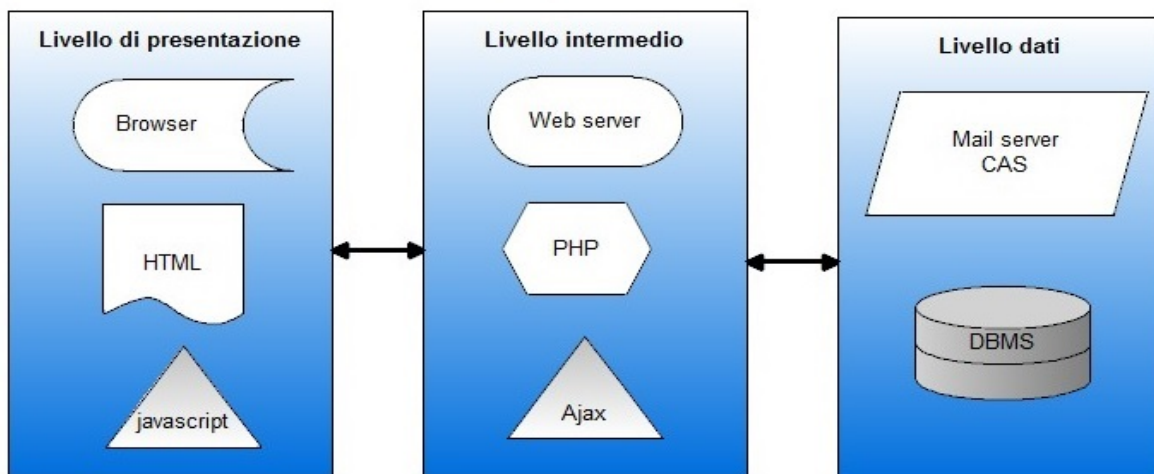 Livello di presentazione
Browser
HTML
javascript
Livello intermedio
Web server
PHP
Ajax
Livello dati
Mail server
CAS
DBMS